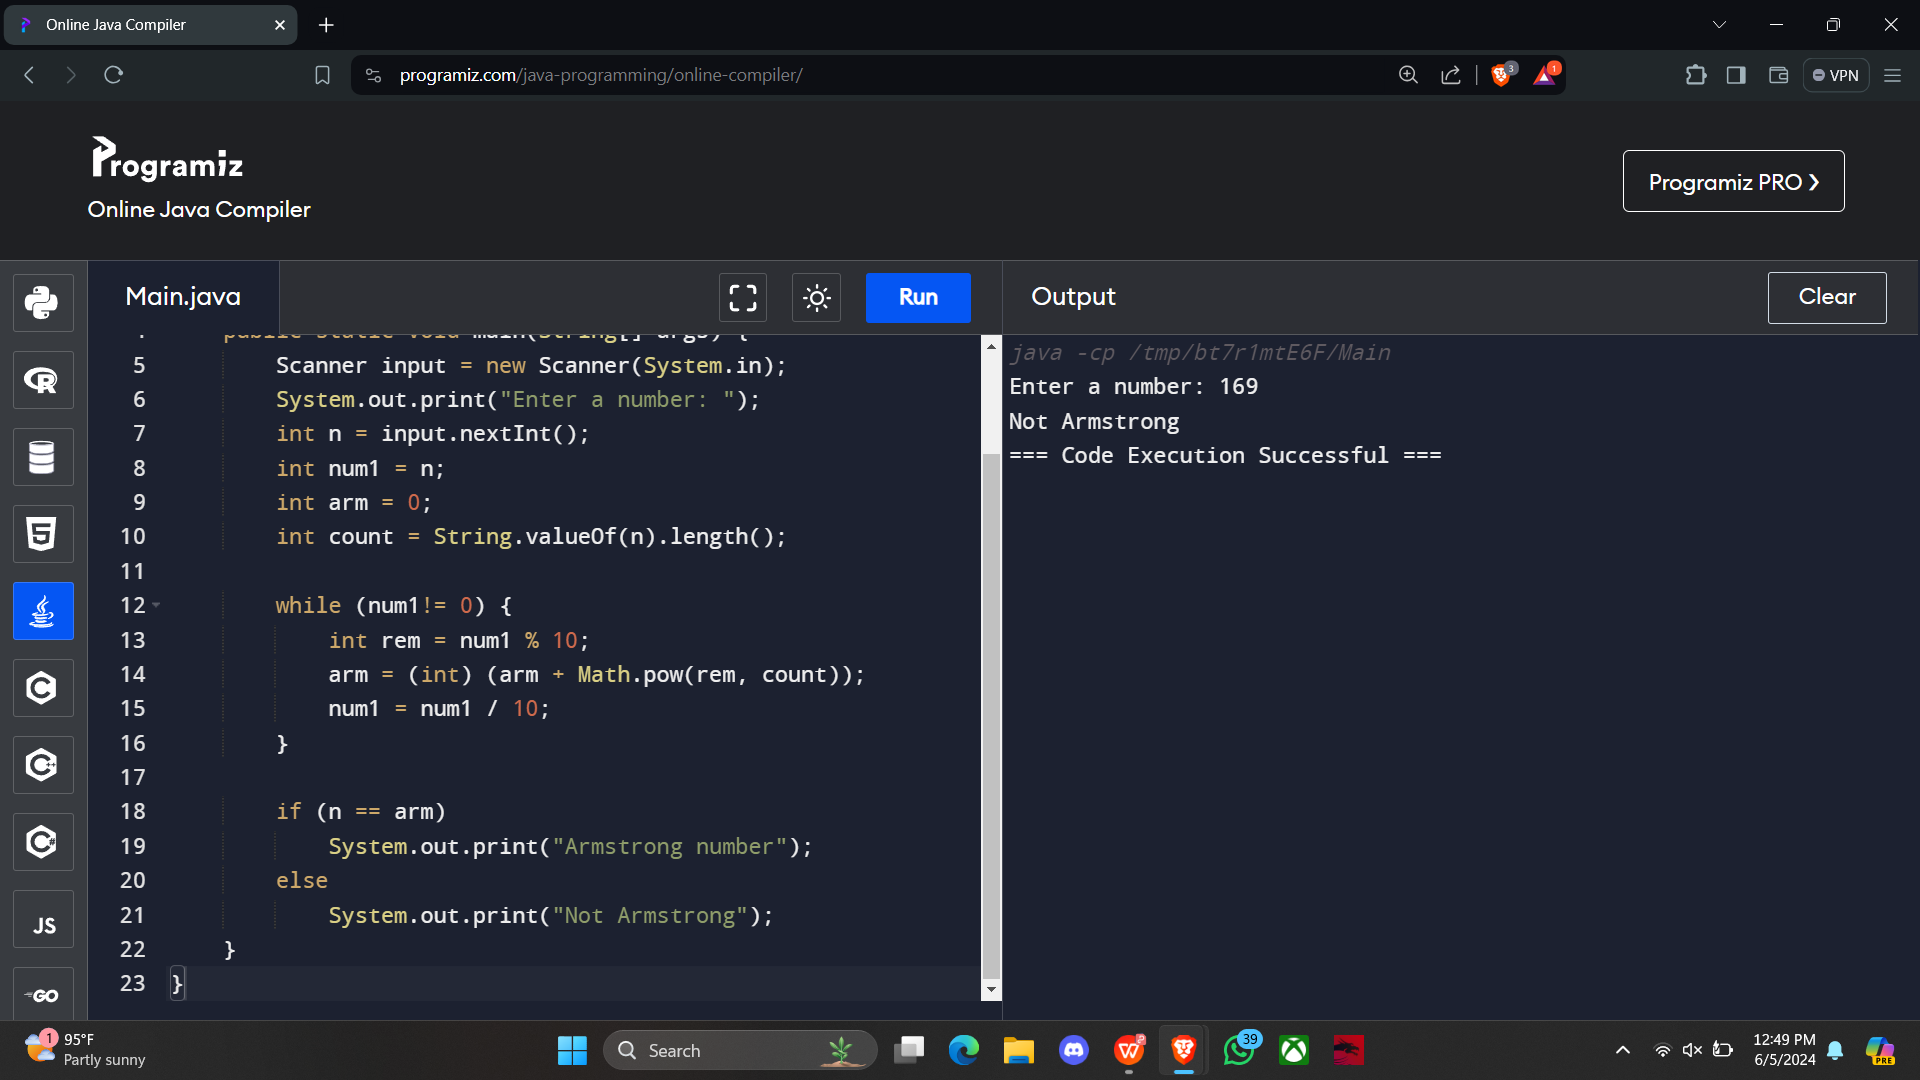 Online Java Compiler
programiz.com/java-programming/online-compiler/
3
1
VPN
Programiz
Online Java Compiler
Programiz PRO ❯
Main.java
Run
Output
Clear
4 public static void main(String[] args) {
5 Scanner input = new Scanner(System.in);
6 System.out.print("Enter a number: ");
7 int n = input.nextInt();
8 int num1 = n;
9 int arm = 0;
10 int count = String.valueOf(n).length();
11
12 while (num1!= 0) {
13 int rem = num1 % 10;
14 arm = (int) (arm + Math.pow(rem, count));
15 num1 = num1 / 10;
16 }
17
18 if (n == arm)
19 System.out.print("Armstrong number");
20 else
21 System.out.print("Not Armstrong");
22 }
23 }
java -cp /tmp/bt7r1mtE6F/Main
Enter a number: 169
Not Armstrong
=== Code Execution Successful ===
R
5
C
C++
C#
JS
GO
1
95°F
Partly sunny
Search
W
39
12:49 PM
6/5/2024
PRE